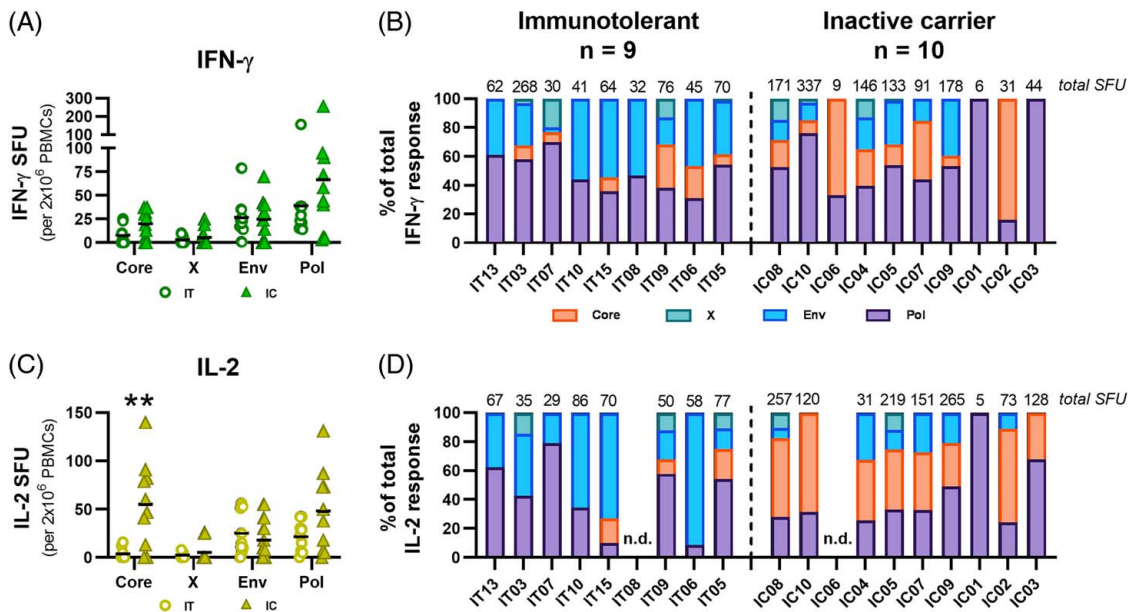 (A)
IFN-γ
IFN-γ SFU
(per 2x10⁶ PBMCs)
300
250
200
150
100
100
75
50
25
0
Core X Env Pol
IT IC
(B)
Immunotolerant
n = 9
Inactive carrier
n = 10
62 268 30 41 64 32 76 45 70 171 337 9 146 133 91 178 6 31 44 total SFU
% of total
IFN-γ response
100
80
60
40
20
0
IT13 IT03 IT07 IT10 IT15 IT08 IT09 IT06 IT05 IC08 IC10 IC06 IC04 IC05 IC07 IC09 IC01 IC02 IC03
Core X Env Pol
(C)
IL-2
IL-2 SFU
(per 2x10⁶ PBMCs)
**
150
100
50
0
Core X Env Pol
IT IC
(D)
67 35 29 86 70 50 58 77 257 120 31 219 151 265 5 73 128 total SFU
% of total
IL-2 response
100
80
60
40
20
0
n.d. n.d.
IT13 IT03 IT07 IT10 IT15 IT08 IT09 IT06 IT05 IC08 IC10 IC06 IC04 IC05 IC07 IC09 IC01 IC02 IC03